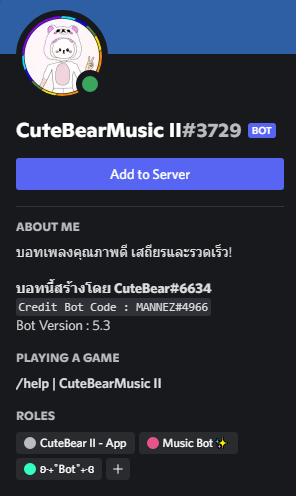 CuteBearMusic II#3729 BOT
Add to Server
ABOUT ME
บอทเพลงคุณภาพดี เสถียรและรวดเร็ว!
บอทนี้สร้างโดย CuteBear#6634
Credit Bot Code : MANNEZ#4966
Bot Version : 5.3
PLAYING A GAME
/help | CuteBearMusic II
ROLES
CuteBear II - App
Music Bot ✨
ʚ˖˚Bot˚˖ɞ
+